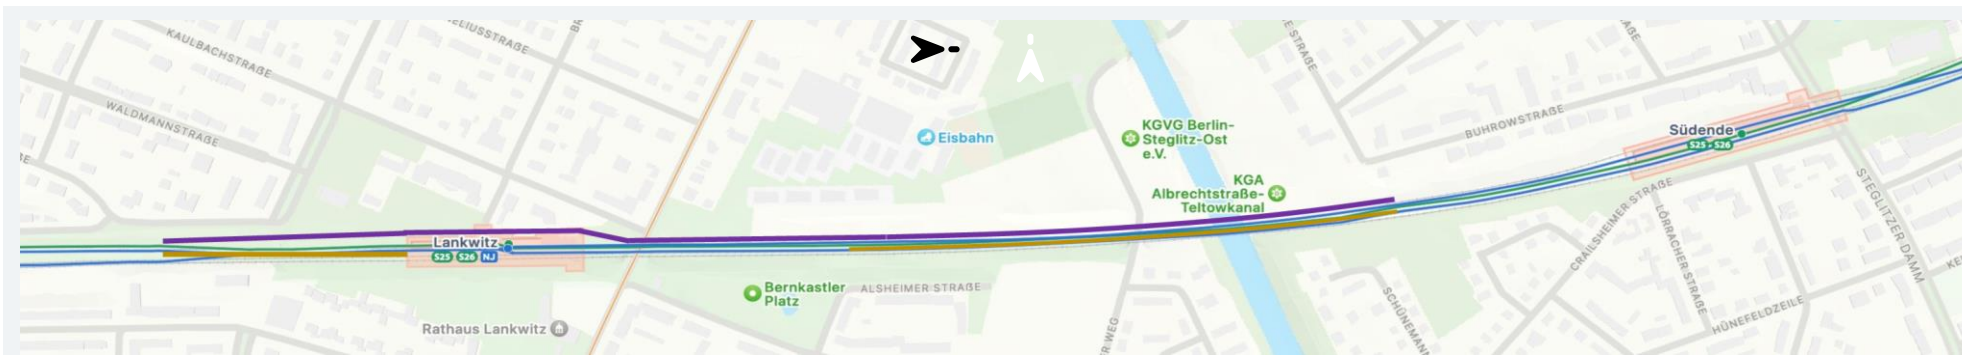 KAULBACHSTRAßE
WALDMANNSTRAßE
Eisbahn
KGVG Berlin-
Steglitz-Ost
e.V.
KGA
Albrechtstraße-
Teltowkanal
BUHROWSTRAßE
Südende
S25 - S26
Lankwitz
S25 S26 NJ
Bernkastler
Platz
ALSHEIMER STRAßE
Rathaus Lankwitz
CRAILSHEIMER STRAßE
LÖRRACHER STRAßE
STEGLITZER DAMM
HÜNEFELDZEILE
SCHÜNEMANN